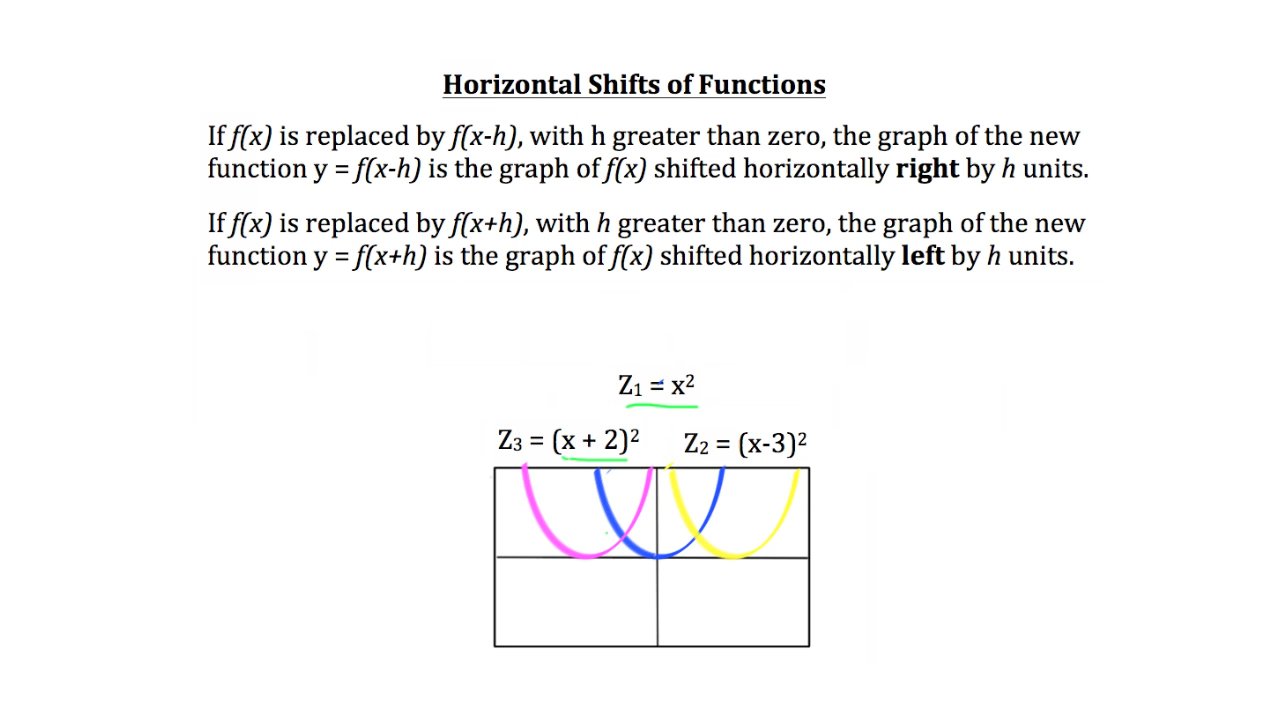 Horizontal Shifts of Functions
If f(x) is replaced by f(x-h), with h greater than zero, the graph of the new
function y = f(x-h) is the graph of f(x) shifted horizontally right by h units.
If f(x) is replaced by f(x+h), with h greater than zero, the graph of the new
function y = f(x+h) is the graph of f(x) shifted horizontally left by h units.
Z₁ = x²
Z₃ = (x + 2)² Z₂ = (x-3)²